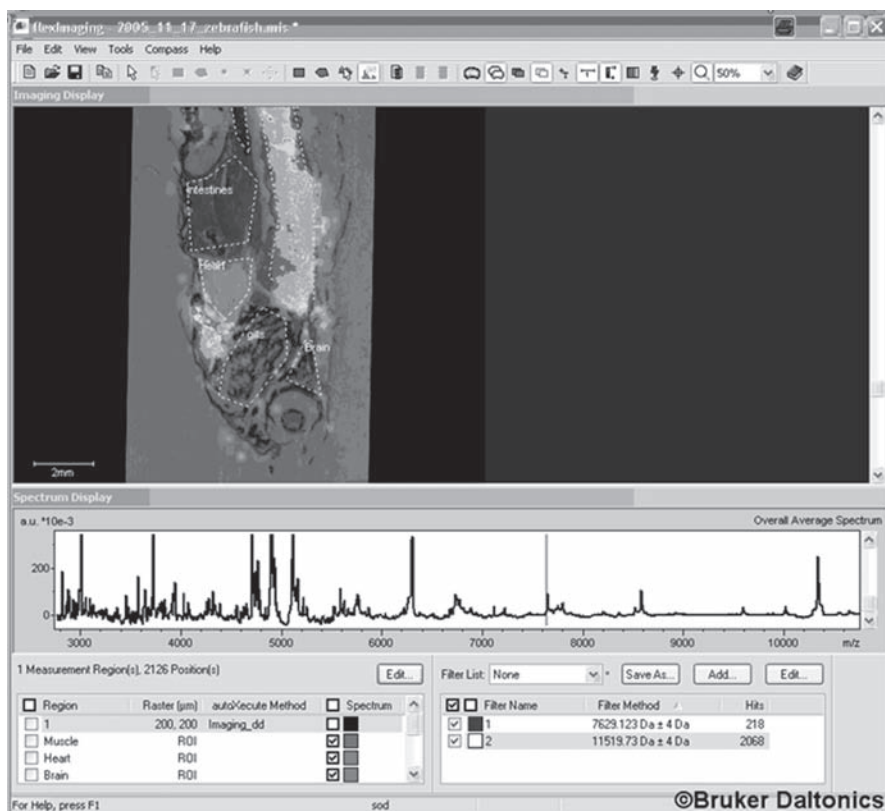 flexImaging - 2005_11_17_zebrafish.mis *
File Edit View Tools Compass Help
50%
Imaging Display
Intestines
Heart
gills
Brain
2mm
Spectrum Display
a.u. *10e-3
Overall Average Spectrum
200
0
3000 4000 5000 6000 7000 8000 9000 10000 m/z
1 Measurement Region(s), 2126 Position(s)
Edit...
Region Raster [µm] autoXecute Method Spectrum
1 200, 200 Imaging_dd
Muscle ROI
Heart ROI
Brain ROI
Filter List: None * Save As... Add... Edit...
Filter Name Filter Method Hits
1 7629.123 Da ± 4 Da 218
2 11519.73 Da ± 4 Da 2068
©Bruker Daltonics
For Help, press F1 sod